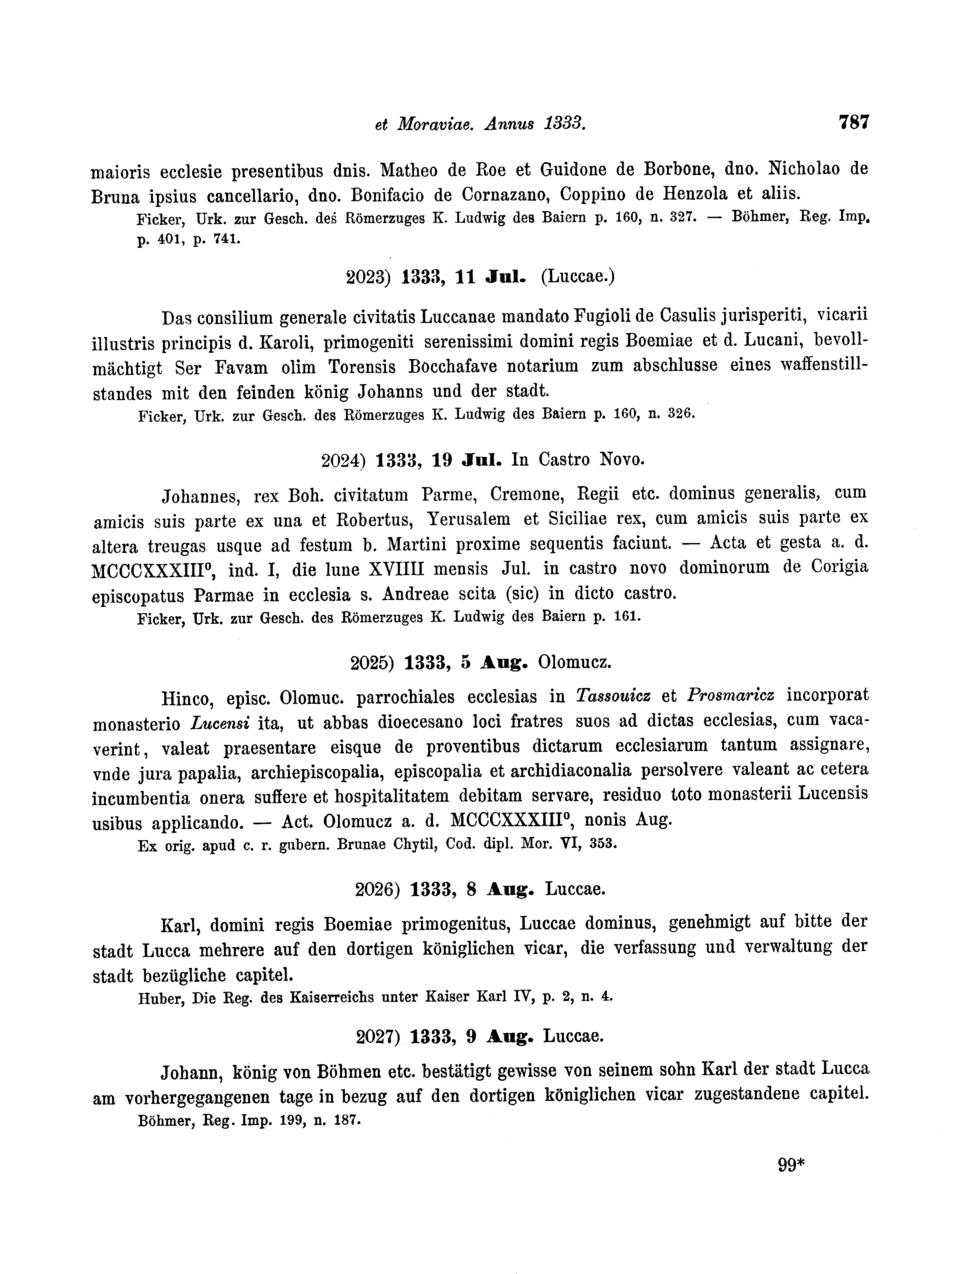 et Moraviae. Annus 1333. 787
maioris ecclesie presentibus dnis. Matheo de Roe et Guidone de Borbone, dno. Nicholao de
Bruna ipsius cancellario, dno. Bonifacio de Cornazano, Coppino de Henzola et aliis.
Ficker, Urk. zur Gesch. des Römerzuges K. Ludwig des Baiern p. 160, n. 327. — Böhmer, Reg. Imp.
p. 401, p. 741.
2023) 1333, 11 Jul. (Luccae.)
Das consilium generale civitatis Luccanae mandato Fugioli de Casulis jurisperiti, vicarii
illustris principis d. Karoli, primogeniti serenissimi domini regis Boemiae et d. Lucani, bevoll-
mächtigt Ser Favam olim Torensis Bocchafave notarium zum abschlusse eines waffenstill-
standes mit den feinden könig Johanns und der stadt.
Ficker, Urk. zur Gesch. des Römerzuges K. Ludwig des Baiern p. 160, n. 326.
2024) 1333, 19 Jul. In Castro Novo.
Johannes, rex Boh. civitatum Parme, Cremone, Regii etc. dominus generalis, cum
amicis suis parte ex una et Robertus, Yerusalem et Siciliae rex, cum amicis suis parte ex
altera treugas usque ad festum b. Martini proxime sequentis faciunt. — Acta et gesta a. d.
MCCCXXXIII⁰, ind. I, die lune XVIIII mensis Jul. in castro novo dominorum de Corigia
episcopatus Parmae in ecclesia s. Andreae scita (sic) in dicto castro.
Ficker, Urk. zur Gesch. des Römerzuges K. Ludwig des Baiern p. 161.
2025) 1333, 5 Aug. Olomucz.
Hinco, episc. Olomuc. parrochiales ecclesias in Tassouicz et Prosmaricz incorporat
monasterio Lucensi ita, ut abbas dioecesano loci fratres suos ad dictas ecclesias, cum vaca-
verint, valeat praesentare eisque de proventibus dictarum ecclesiarum tantum assignare,
vnde jura papalia, archiepiscopalia, episcopalia et archidiaconalia persolvere valeant ac cetera
incumbentia onera suffere et hospitalitatem debitam servare, residuo toto monasterii Lucensis
usibus applicando. — Act. Olomucz a. d. MCCCXXXIII⁰, nonis Aug.
Ex orig. apud c. r. gubern. Brunae Chytil, Cod. dipl. Mor. VI, 353.
2026) 1333, 8 Aug. Luccae.
Karl, domini regis Boemiae primogenitus, Luccae dominus, genehmigt auf bitte der
stadt Lucca mehrere auf den dortigen königlichen vicar, die verfassung und verwaltung der
stadt bezügliche capitel.
Huber, Die Reg. des Kaiserreichs unter Kaiser Karl IV, p. 2, n. 4.
2027) 1333, 9 Aug. Luccae.
Johann, könig von Böhmen etc. bestätigt gewisse von seinem sohn Karl der stadt Lucca
am vorhergegangenen tage in bezug auf den dortigen königlichen vicar zugestandene capitel.
Böhmer, Reg. Imp. 199, n. 187.
99*